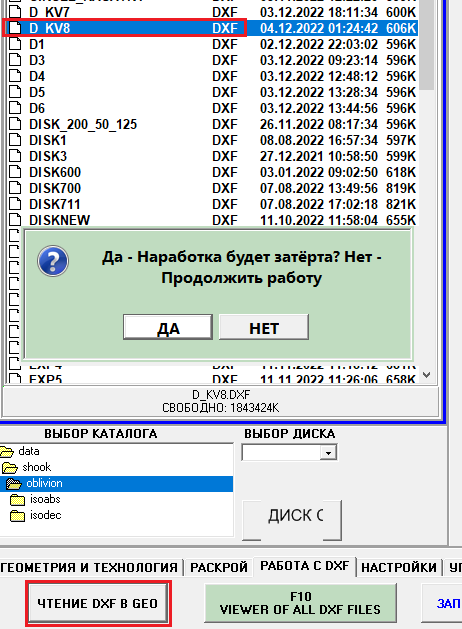 D_KV7 DXF 03.12.2022 18:11:34 600K
D_KV8 DXF 04.12.2022 01:24:42 606K
D1 DXF 02.12.2022 22:03:02 596K
D3 DXF 03.12.2022 09:23:14 596K
D4 DXF 03.12.2022 12:48:12 596K
D5 DXF 03.12.2022 13:28:34 596K
D6 DXF 03.12.2022 13:44:56 596K
DISK_200_50_125 DXF 26.11.2022 08:17:34 596K
DISK1 DXF 08.08.2022 16:57:34 597K
DISK3 DXF 27.12.2021 10:58:50 599K
DISK600 DXF 03.01.2022 09:02:50 618K
DISK700 DXF 07.08.2022 13:49:56 819K
DISK711 DXF 07.08.2022 17:02:18 821K
DISKNEW DXF 11.10.2022 11:58:04 655K
Да - Наработка будет затёрта? Нет -
Продолжить работу
ДА НЕТ
EXP5 DXF 11.11.2022 11:26:06 658K
D_KV8.DXF
СВОБОДНО: 1843424K
ВЫБОР КАТАЛОГА ВЫБОР ДИСКА
data
shook
oblivion
isoabs
isodec
ДИСК С
ГЕОМЕТРИЯ И ТЕХНОЛОГИЯ РАСКРОЙ РАБОТА С DXF НАСТРОЙКИ
ЧТЕНИЕ DXF В GEO
F10
VIEWER OF ALL DXF FILES
ЗАП